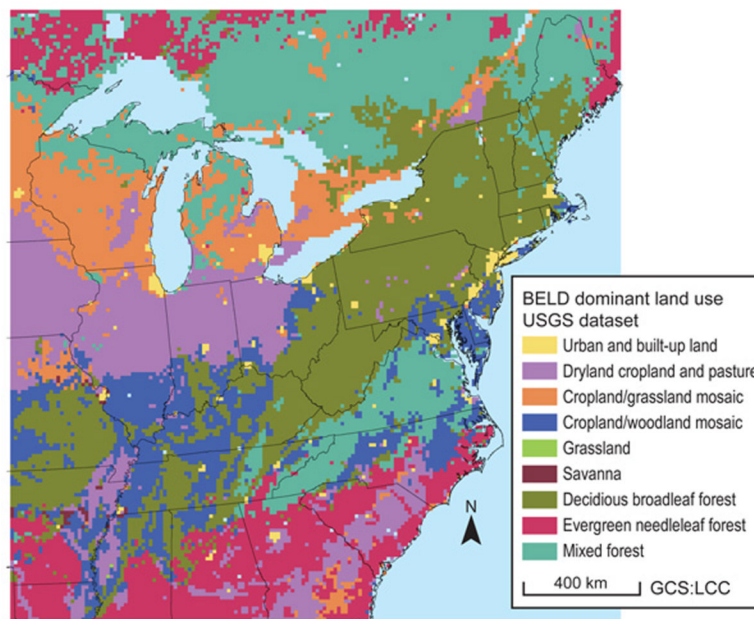 BELD dominant land use
USGS dataset
Urban and built-up land
Dryland cropland and pasture
Cropland/grassland mosaic
Cropland/woodland mosaic
Grassland
Savanna
Decidious broadleaf forest
Evergreen needleleaf forest
Mixed forest
N
400 km GCS:LCC